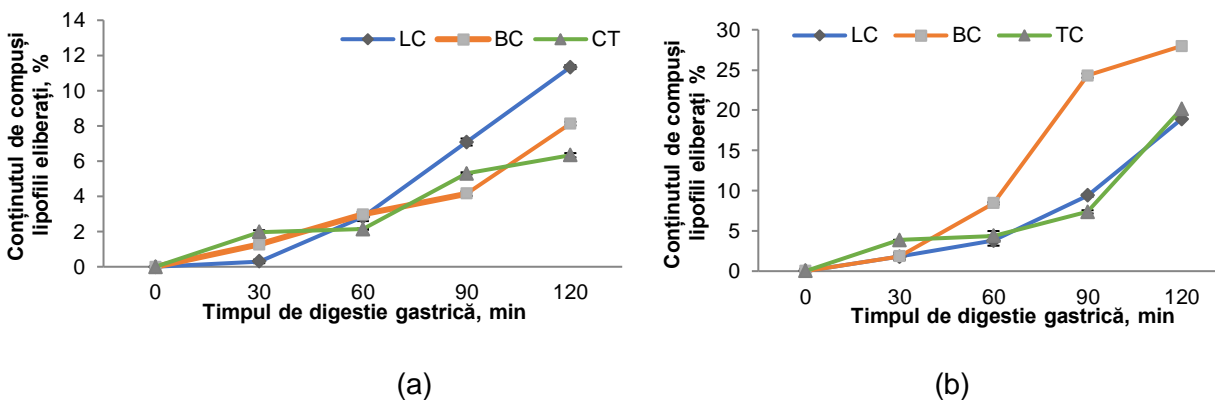 Conținutul de compuși
lipofili eliberați, %
14
12
10
8
6
4
2
0
LC BC CT
0 30 60 90 120
Timpul de digestie gastrică, min
(a)
Conținutul de compuși
lipofili eliberați %
30
25
20
15
10
5
0
LC BC TC
0 30 60 90 120
Timpul de digestie gastrică, min
(b)